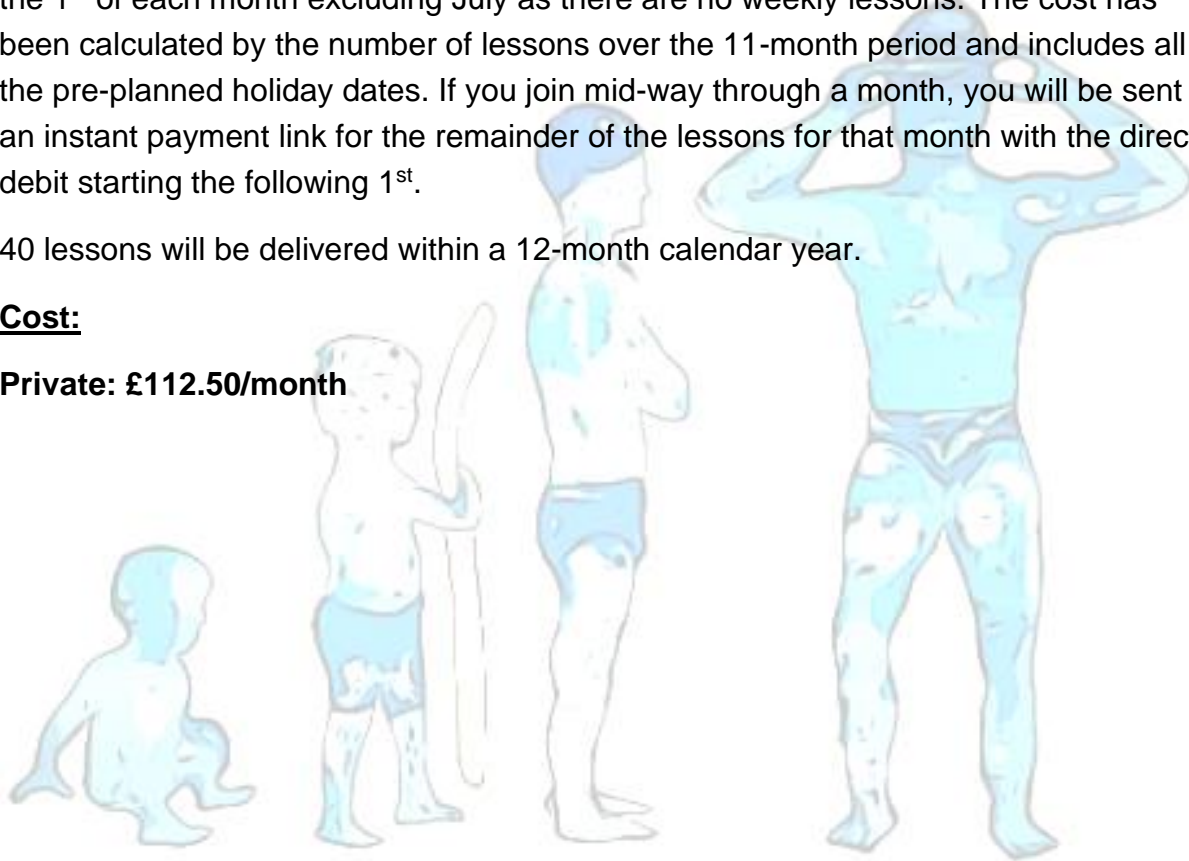 the 1st of each month excluding July as there are no weekly lessons. The cost has
been calculated by the number of lessons over the 11-month period and includes all
the pre-planned holiday dates. If you join mid-way through a month, you will be sent
an instant payment link for the remainder of the lessons for that month with the direc
debit starting the following 1st.
40 lessons will be delivered within a 12-month calendar year.
Cost:
Private: £112.50/month